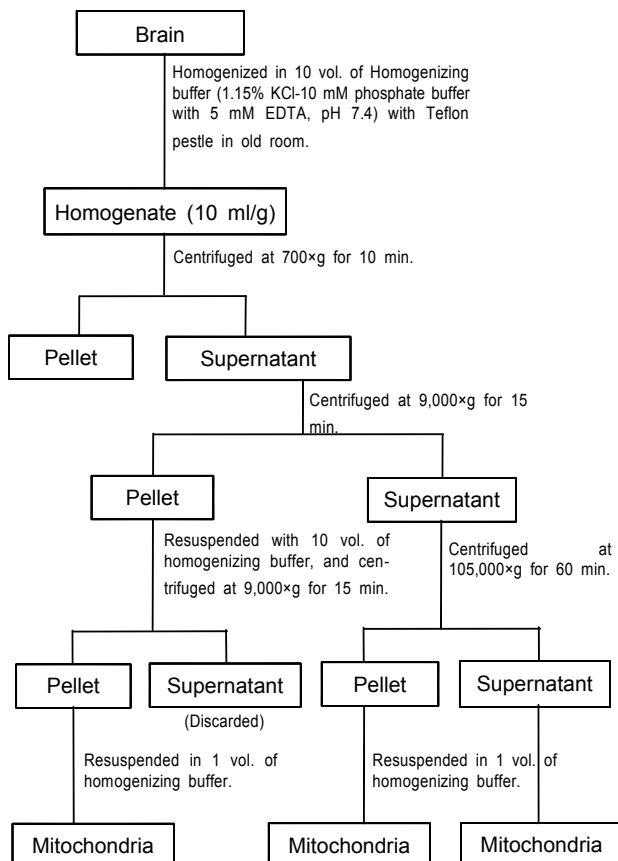 Brain
Homogenized in 10 vol. of Homogenizing
buffer (1.15% KCl-10 mM phosphate buffer
with 5 mM EDTA, pH 7.4) with Teflon
pestle in old room.
Homogenate (10 ml/g)
Centrifuged at 700×g for 10 min.
Pellet
Supernatant
Centrifuged at 9,000×g for 15
min.
Pellet
Supernatant
Resuspended with 10 vol. of
homogenizing buffer, and cen-
trifuged at 9,000×g for 15 min.
Centrifuged at
105,000×g for 60 min.
Pellet
Supernatant
(Discarded)
Pellet
Supernatant
Resuspended in 1 vol. of
homogenizing buffer.
Resuspended in 1 vol. of
homogenizing buffer.
Mitochondria
Mitochondria
Mitochondria